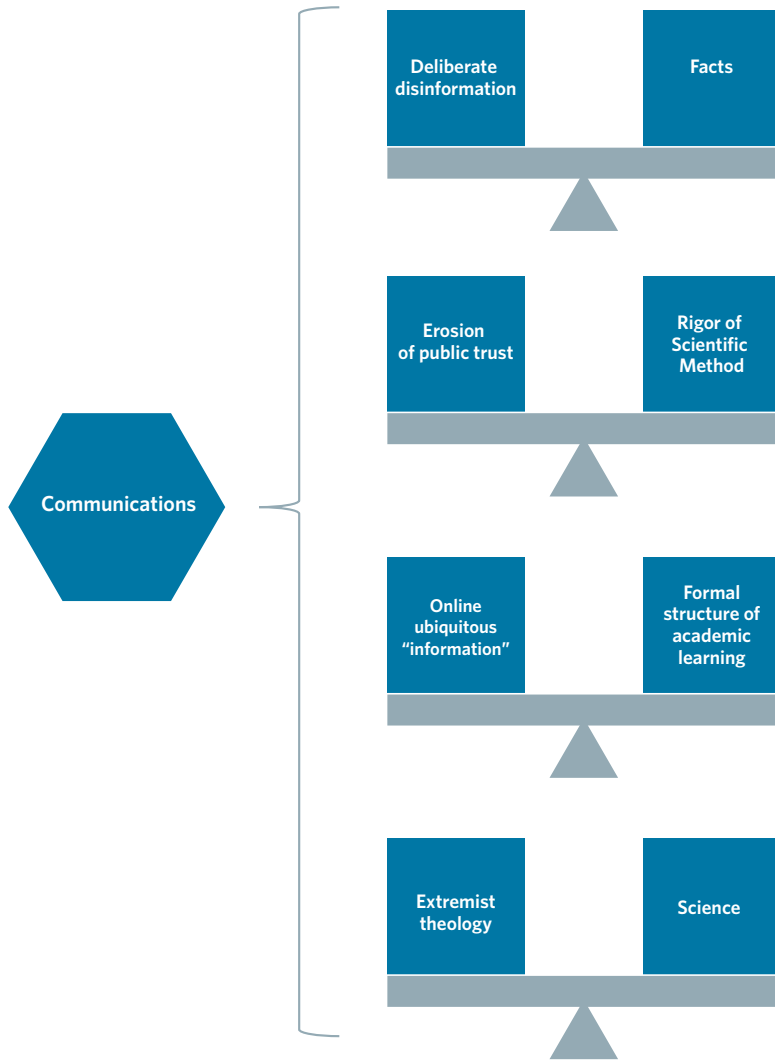 Deliberate
disinformation
Facts
Erosion
of public trust
Rigor of
Scientific
Method
Communications
Online
ubiquitous
“information”
Formal
structure of
academic
learning
Extremist
theology
Science